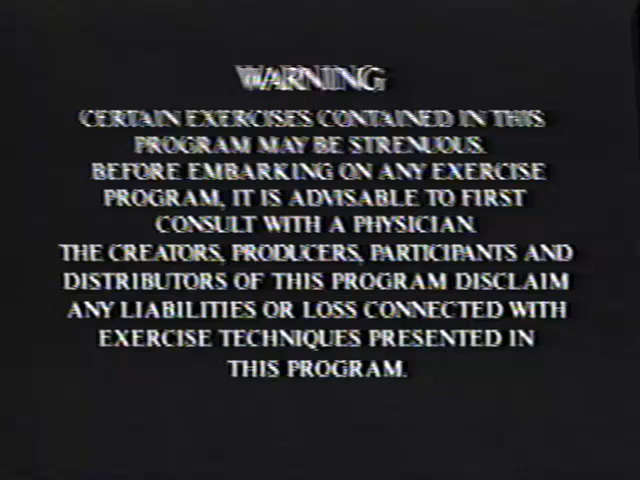 WARNING
CERTAIN EXERCISES CONTAINED IN THIS
PROGRAM MAY BE STRENUOUS.
BEFORE EMBARKING ON ANY EXERCISE
PROGRAM, IT IS ADVISABLE TO FIRST
CONSULT WITH A PHYSICIAN.
THE CREATORS, PRODUCERS, PARTICIPANTS AND
DISTRIBUTORS OF THIS PROGRAM DISCLAIM
ANY LIABILITIES OR LOSS CONNECTED WITH
EXERCISE TECHNIQUES PRESENTED IN
THIS PROGRAM.